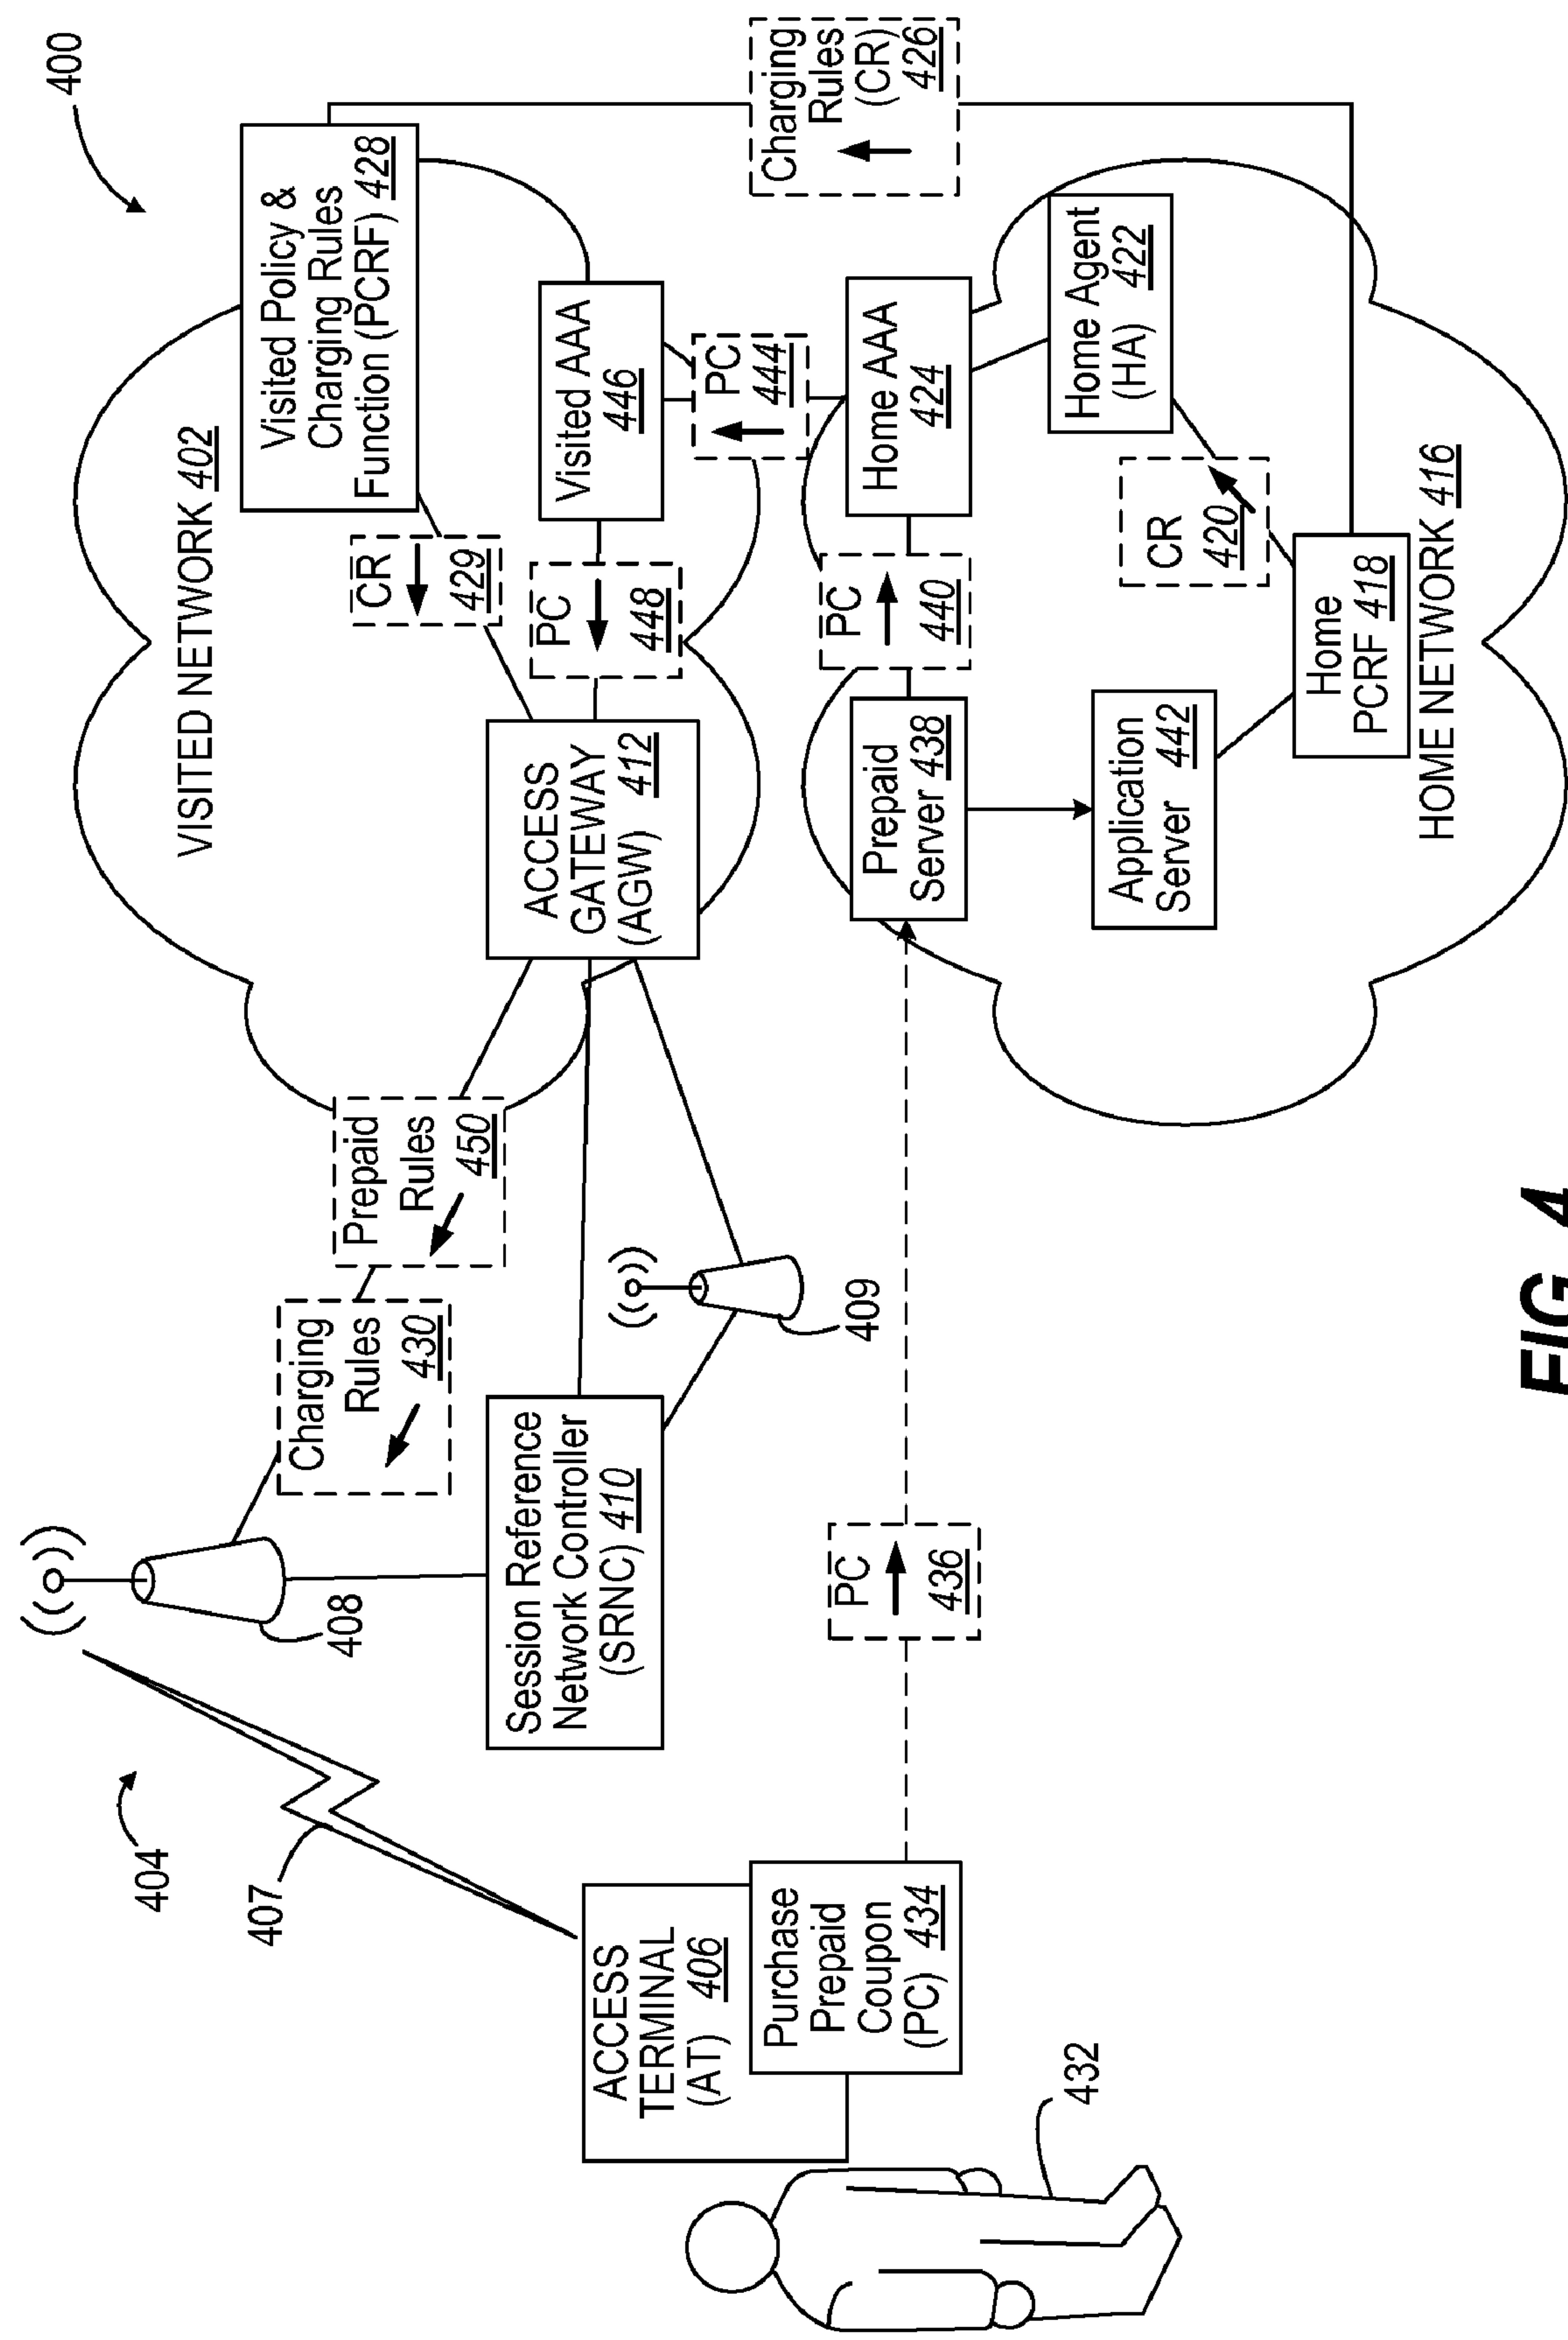 400
VISITED NETWORK 402
Visited Policy &
Charging Rules
Function (PCRF) 428
CR
429
Visited AAA
446
PC
448
PC
444
Charging
Rules
(CR)
426
ACCESS
GATEWAY
(AGW) 412
Prepaid
Rules
450
Charging
Rules
430
404
407
408
409
Session Reference
Network Controller
(SRNC) 410
ACCESS
TERMINAL
(AT) 406
Purchase
Prepaid
Coupon
(PC) 434
432
PC
436
Prepaid
Server 438
PC
440
Home AAA
424
Home Agent
(HA) 422
CR
420
Application
Server 442
Home
PCRF 418
HOME NETWORK 416
FIG. 4